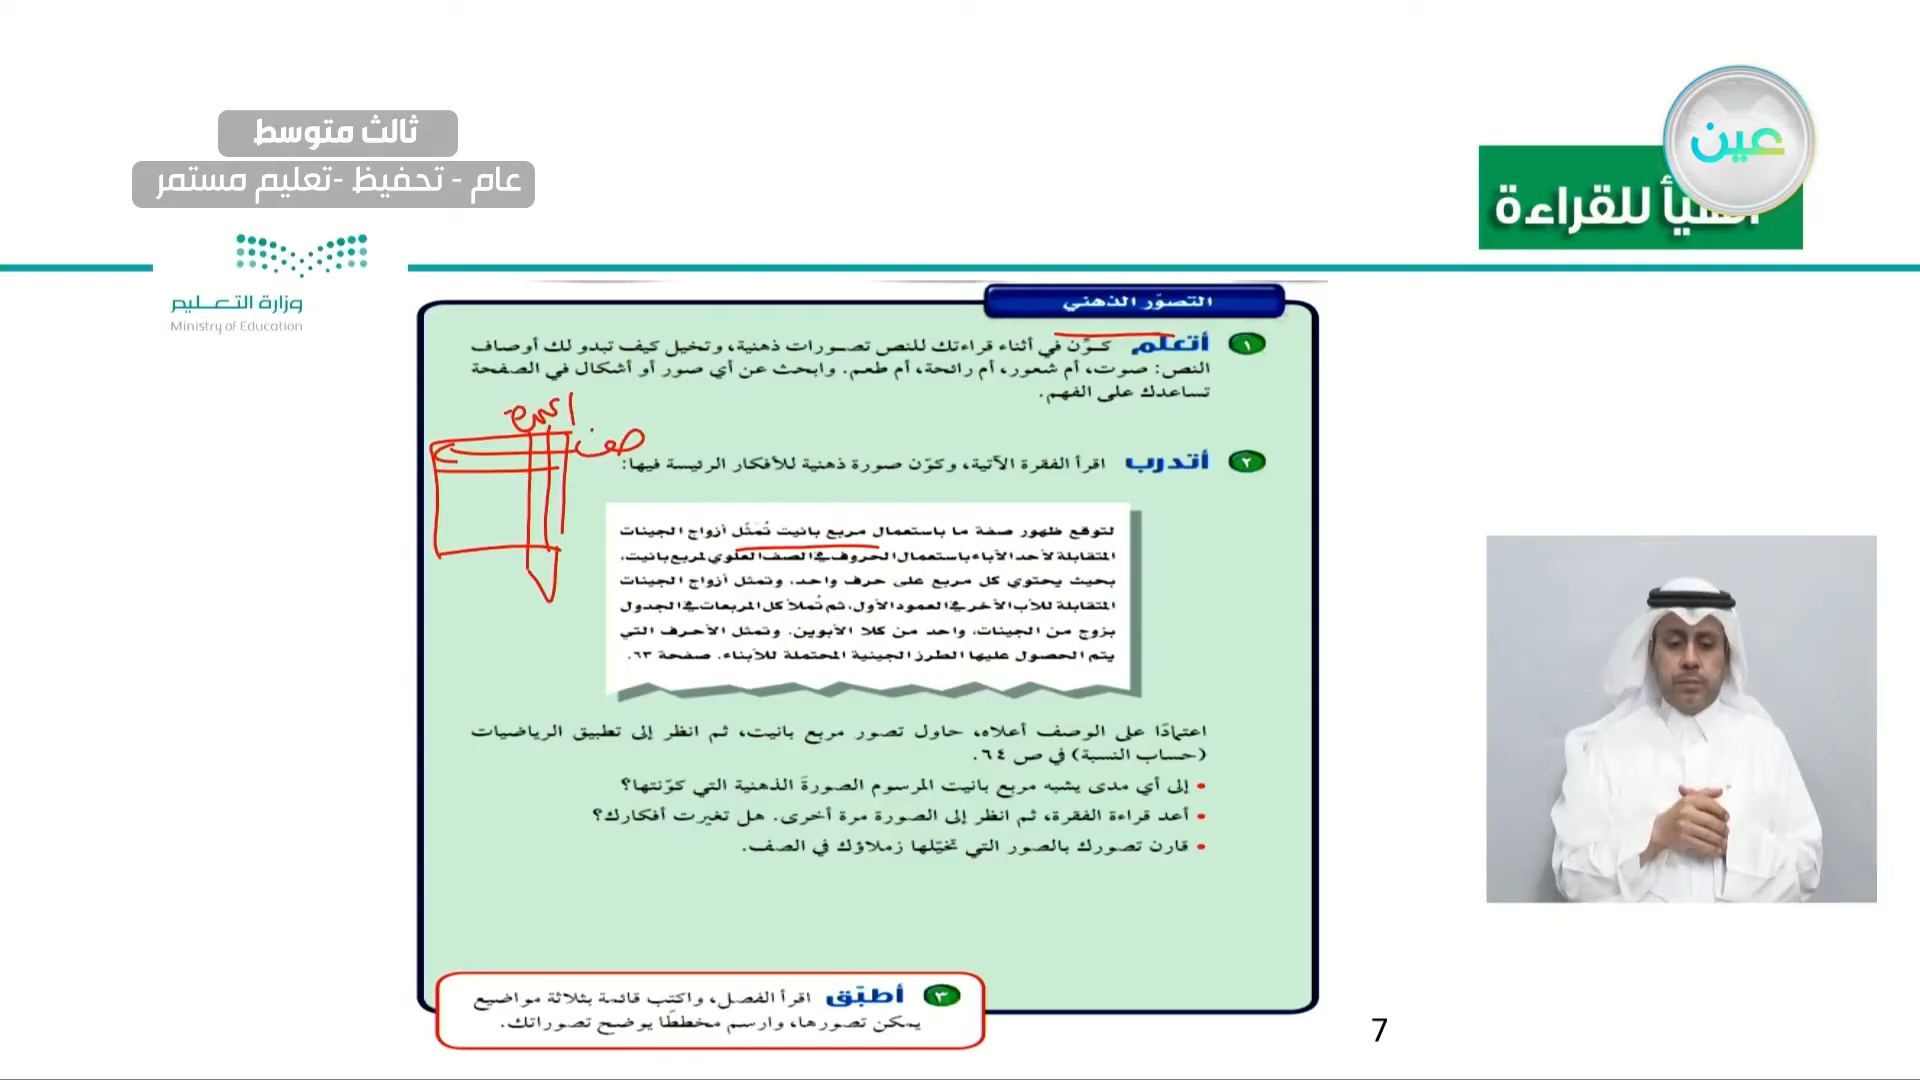 ثالث متوسط
عام - تحفيظ -تعليم مستمر
وزارة التعليم
Ministry of Education
عين
للقراءة
التصوّر الذهني
١ أتعلم كوِّن في أثناء قراءتك للنص تصورات ذهنية، وتخيل كيف تبدو لك أوصاف
النص: صوت، أم شعور، أم رائحة، أم طعم. وابحث عن أي صور أو أشكال في الصفحة
تساعدك على الفهم.
صف
٢ أتدرب اقرأ الفقرة الآتية، وكوّن صورة ذهنية للأفكار الرئيسة فيها:
لتوقع ظهور صفة ما باستعمال مربع بانيت تُمَثَّل أزواج الجينات
المتقابلة لأحد الآباء باستعمال الحروف في الصف العلوي لمربع بانيت،
بحيث يحتوي كل مربع على حرف واحد، وتمثل أزواج الجينات
المتقابلة للأب الآخر في العمود الأول، ثم تُملأ كل المربعات في الجدول
بزوج من الجينات، واحد من كلا الأبوين. وتمثل الأحرف التي
يتم الحصول عليها الطرز الجينية المحتملة للأبناء. صفحة ٦٣.
اعتمادًا على الوصف أعلاه، حاول تصور مربع بانيت، ثم انظر إلى تطبيق الرياضيات
(حساب النسبة) في ص ٦٤.
• إلى أي مدى يشبه مربع بانيت المرسوم الصورةَ الذهنية التي كوّنتها؟
• أعد قراءة الفقرة، ثم انظر إلى الصورة مرة أخرى. هل تغيرت أفكارك؟
• قارن تصورك بالصور التي تخيّلها زملاؤك في الصف.
٣ أطبّق اقرأ الفصل، واكتب قائمة بثلاثة مواضيع
يمكن تصورها، وارسم مخططًا يوضح تصوراتك.
7